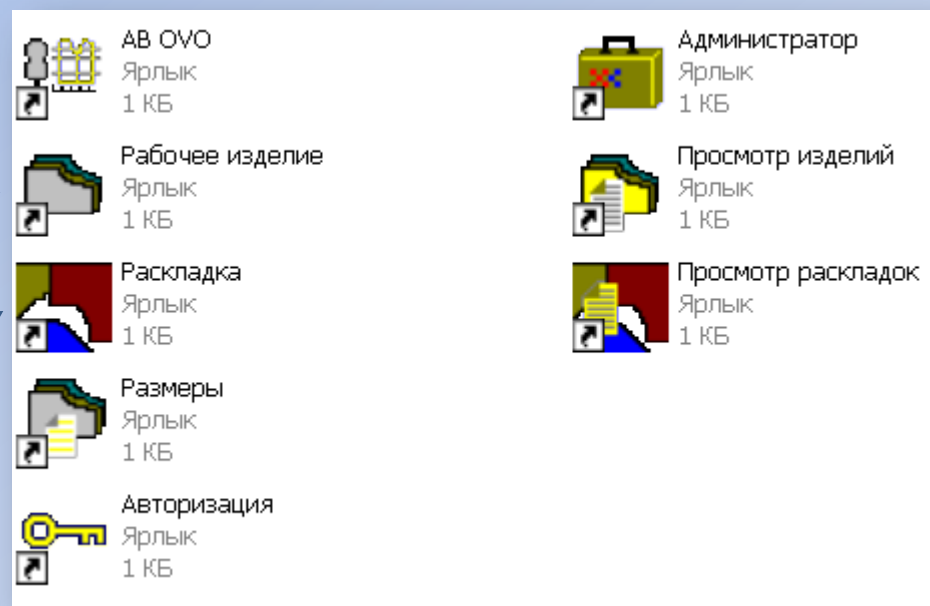 AB OVO
Ярлык
1 КБ
Администратор
Ярлык
1 КБ
Рабочее изделие
Ярлык
1 КБ
Просмотр изделий
Ярлык
1 КБ
Раскладка
Ярлык
1 КБ
Просмотр раскладок
Ярлык
1 КБ
Размеры
Ярлык
1 КБ
Авторизация
Ярлык
1 КБ